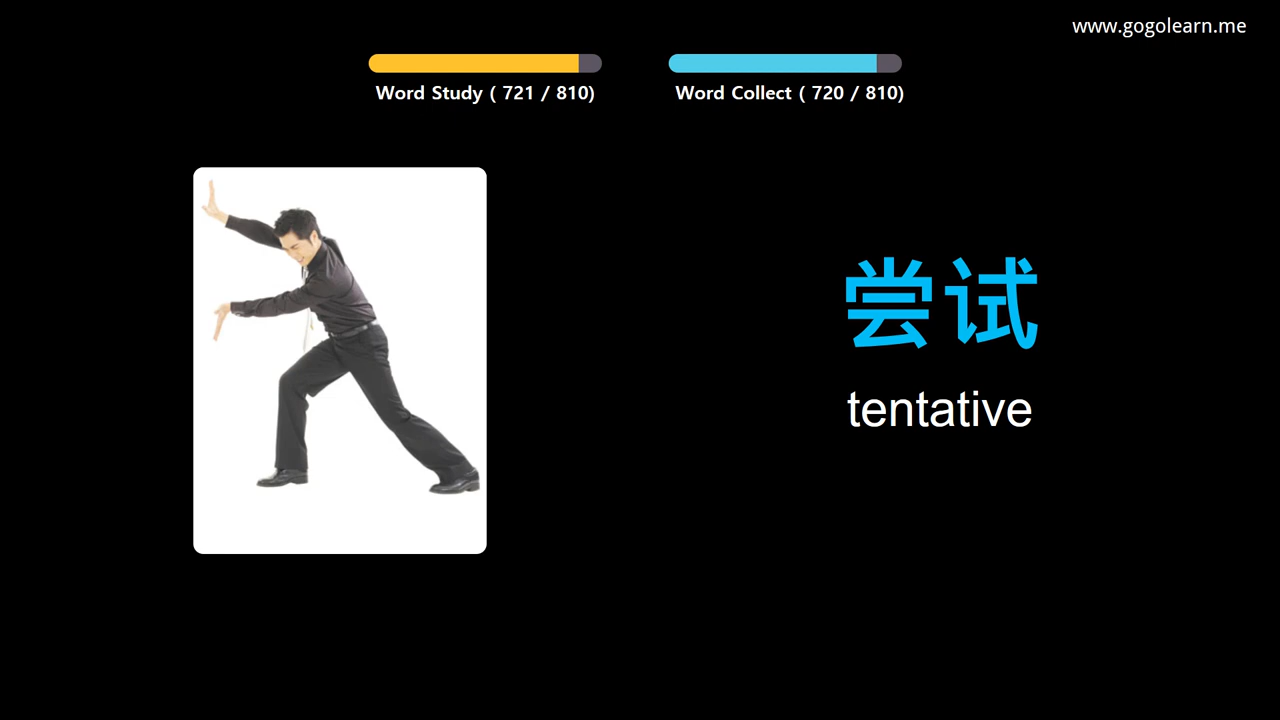 www.gogolearn.me
Word Study ( 721 / 810)
Word Collect ( 720 / 810)
尝试
tentative